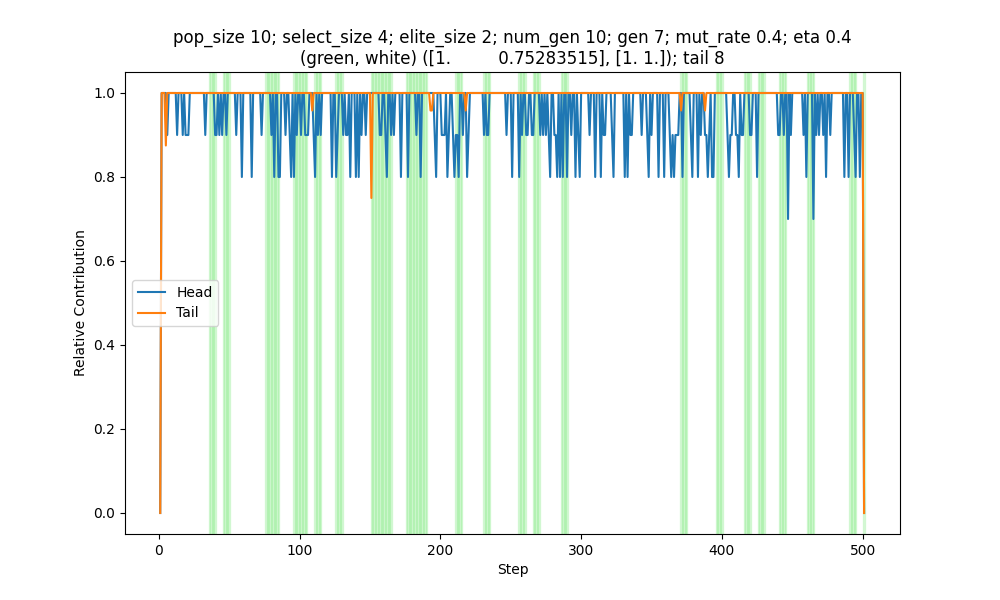 pop_size 10; select_size 4; elite_size 2; num_gen 10; gen 7; mut_rate 0.4; eta 0.4
(green, white) ([1.          0.75283515], [1. 1.]); tail 8
1.0
0.8
0.6
0.4
0.2
0.0
Relative Contribution
Head
Tail
0
100
200
300
400
500
Step